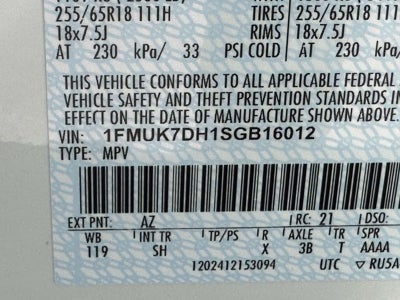 255/65R18 111H TIRES 255/65R18 111H
18x7.5J RIMS 18x7.5J
AT 230 kPa/ 33 PSI COLD AT 230 kPa/
THIS VEHICLE CONFORMS TO ALL APPLICABLE FEDERAL
VEHICLE SAFETY AND THEFT PREVENTION STANDARDS IN
EFFECT ON THE DATE OF MANUFACTURE SHOWN ABOVE.
VIN: 1FMUK7DH1SGB16012
TYPE: MPV
EXT PNT: AZ RC: 21 DSO:
WB INT TR TP/PS R AXLE TR SPR
119 SH X 3B T AAAA
1202412153094 UTC